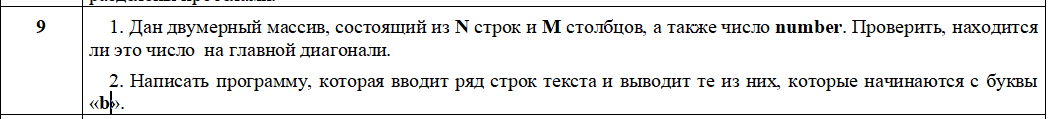 9
1. Дан двумерный массив, состоящий из N строк и M столбцов, а также число number. Проверить, находится
ли это число на главной диагонали.
2. Написать программу, которая вводит ряд строк текста и выводит те из них, которые начинаются с буквы
«b».